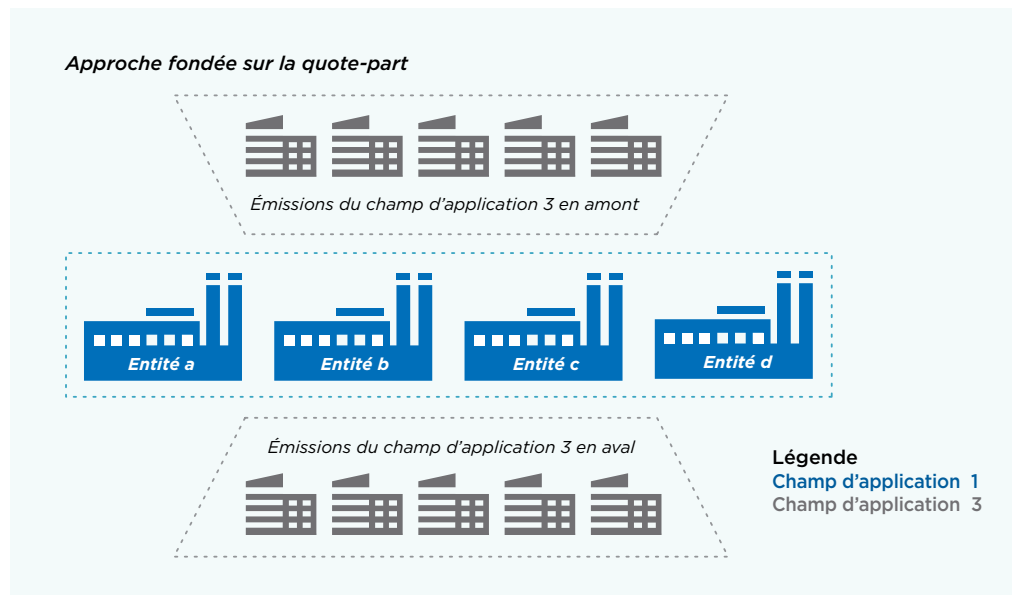 Approche fondée sur la quote-part
Émissions du champ d’application 3 en amont
Entité a
Entité b
Entité c
Entité d
Émissions du champ d’application 3 en aval
Légende
Champ d’application 1
Champ d’application 3